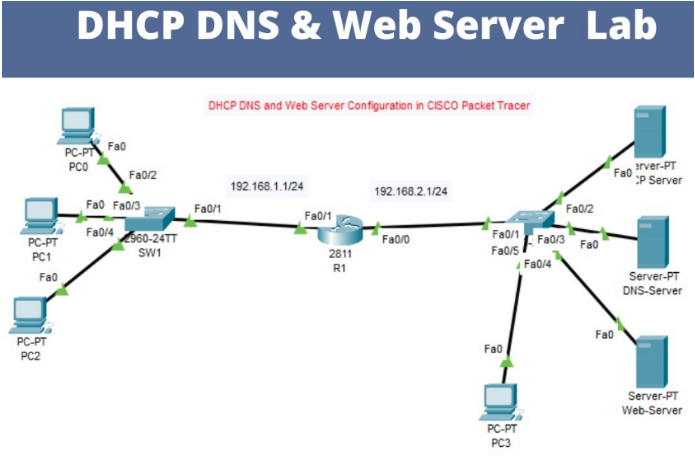 DHCP DNS & Web Server Lab
DHCP DNS and Web Server Configuration in CISCO Packet Tracer
PC-PT
PC0
Fa0
Fa0/2
PC-PT
PC1
Fa0
Fa0/3
Fa0/4
Fa0/1
2960-24TT
SW1
Fa0
PC-PT
PC2
192.168.1.1/24
192.168.2.1/24
Fa0/1
Fa0/0
2811
R1
Fa0/1
Fa0/5
Fa0/2
Fa0/3
Fa0/4
Fa0
erver-PT
CP Server
Fa0
Server-PT
DNS-Server
Fa0
Server-PT
Web-Server
Fa0
PC-PT
PC3